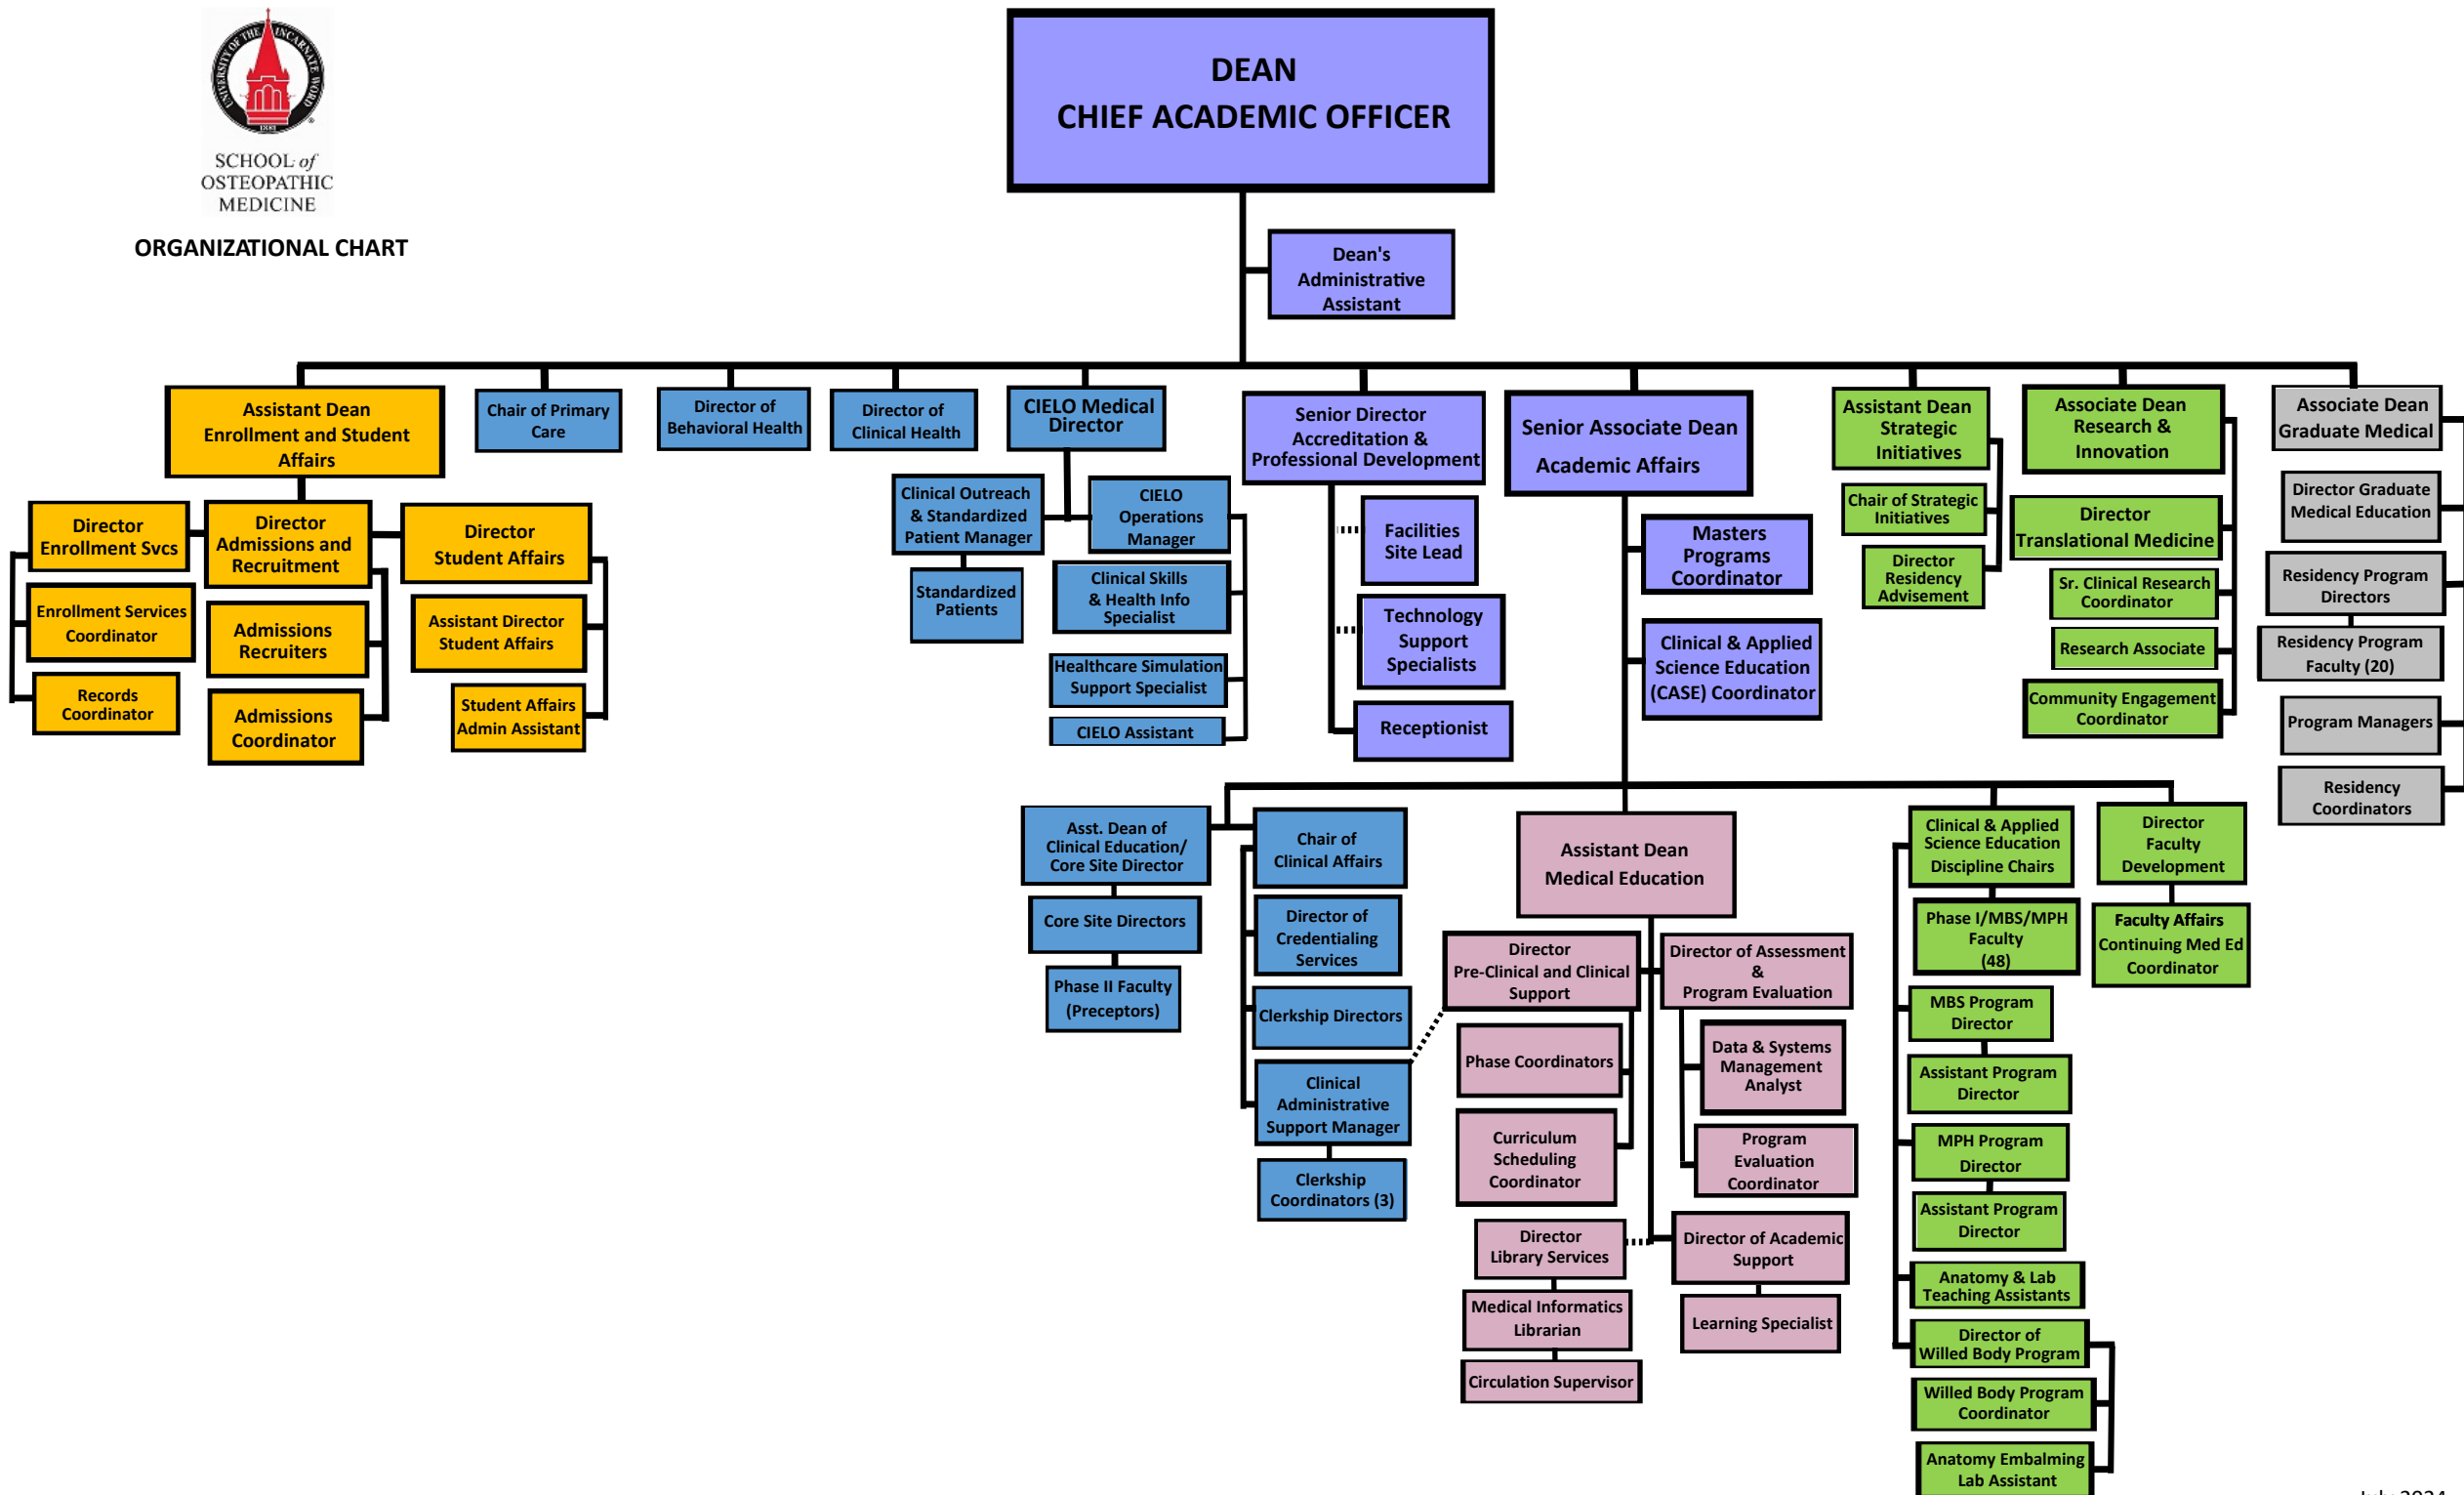 UNIVERSITY OF THE INCARNATE WORD
1881
SCHOOL of
OSTEOPATHIC
MEDICINE
ORGANIZATIONAL CHART
DEAN
CHIEF ACADEMIC OFFICER
Dean's
Administrative
Assistant
Assistant Dean
Enrollment and Student
Affairs
Chair of Primary
Care
Director of
Behavioral Health
Director of
Clinical Health
CIELO Medical
Director
Senior Director
Accreditation &
Professional Development
Senior Associate Dean
Academic Affairs
Assistant Dean
Strategic
Initiatives
Associate Dean
Research &
Innovation
Associate Dean
Graduate Medical
Director
Enrollment Svcs
Enrollment Services
Coordinator
Records
Coordinator
Director
Admissions and
Recruitment
Admissions
Recruiters
Admissions
Coordinator
Director
Student Affairs
Assistant Director
Student Affairs
Student Affairs
Admin Assistant
Clinical Outreach
& Standardized
Patient Manager
Standardized
Patients
CIELO
Operations
Manager
Clinical Skills
& Health Info
Specialist
Healthcare Simulation
Support Specialist
CIELO Assistant
Facilities
Site Lead
Technology
Support
Specialists
Receptionist
Masters
Programs
Coordinator
Clinical & Applied
Science Education
(CASE) Coordinator
Chair of Strategic
Initiatives
Director
Residency
Advisement
Director
Translational Medicine
Sr. Clinical Research
Coordinator
Research Associate
Community Engagement
Coordinator
Director Graduate
Medical Education
Residency Program
Directors
Residency Program
Faculty (20)
Program Managers
Residency
Coordinators
Asst. Dean of
Clinical Education/
Core Site Director
Core Site Directors
Phase II Faculty
(Preceptors)
Chair of
Clinical Affairs
Director of
Credentialing
Services
Clerkship Directors
Clinical
Administrative
Support Manager
Clerkship
Coordinators (3)
Assistant Dean
Medical Education
Director
Pre-Clinical and Clinical
Support
Phase Coordinators
Curriculum
Scheduling
Coordinator
Director of Assessment
&
Program Evaluation
Data & Systems
Management
Analyst
Program
Evaluation
Coordinator
Director
Library Services
Medical Informatics
Librarian
Circulation Supervisor
Director of Academic
Support
Learning Specialist
Clinical & Applied
Science Education
Discipline Chairs
Phase I/MBS/MPH
Faculty
(48)
MBS Program
Director
Assistant Program
Director
MPH Program
Director
Assistant Program
Director
Anatomy & Lab
Teaching Assistants
Director of
Willed Body Program
Willed Body Program
Coordinator
Anatomy Embalming
Lab Assistant
Director
Faculty
Development
Faculty Affairs
Continuing Med Ed
Coordinator
July 2024